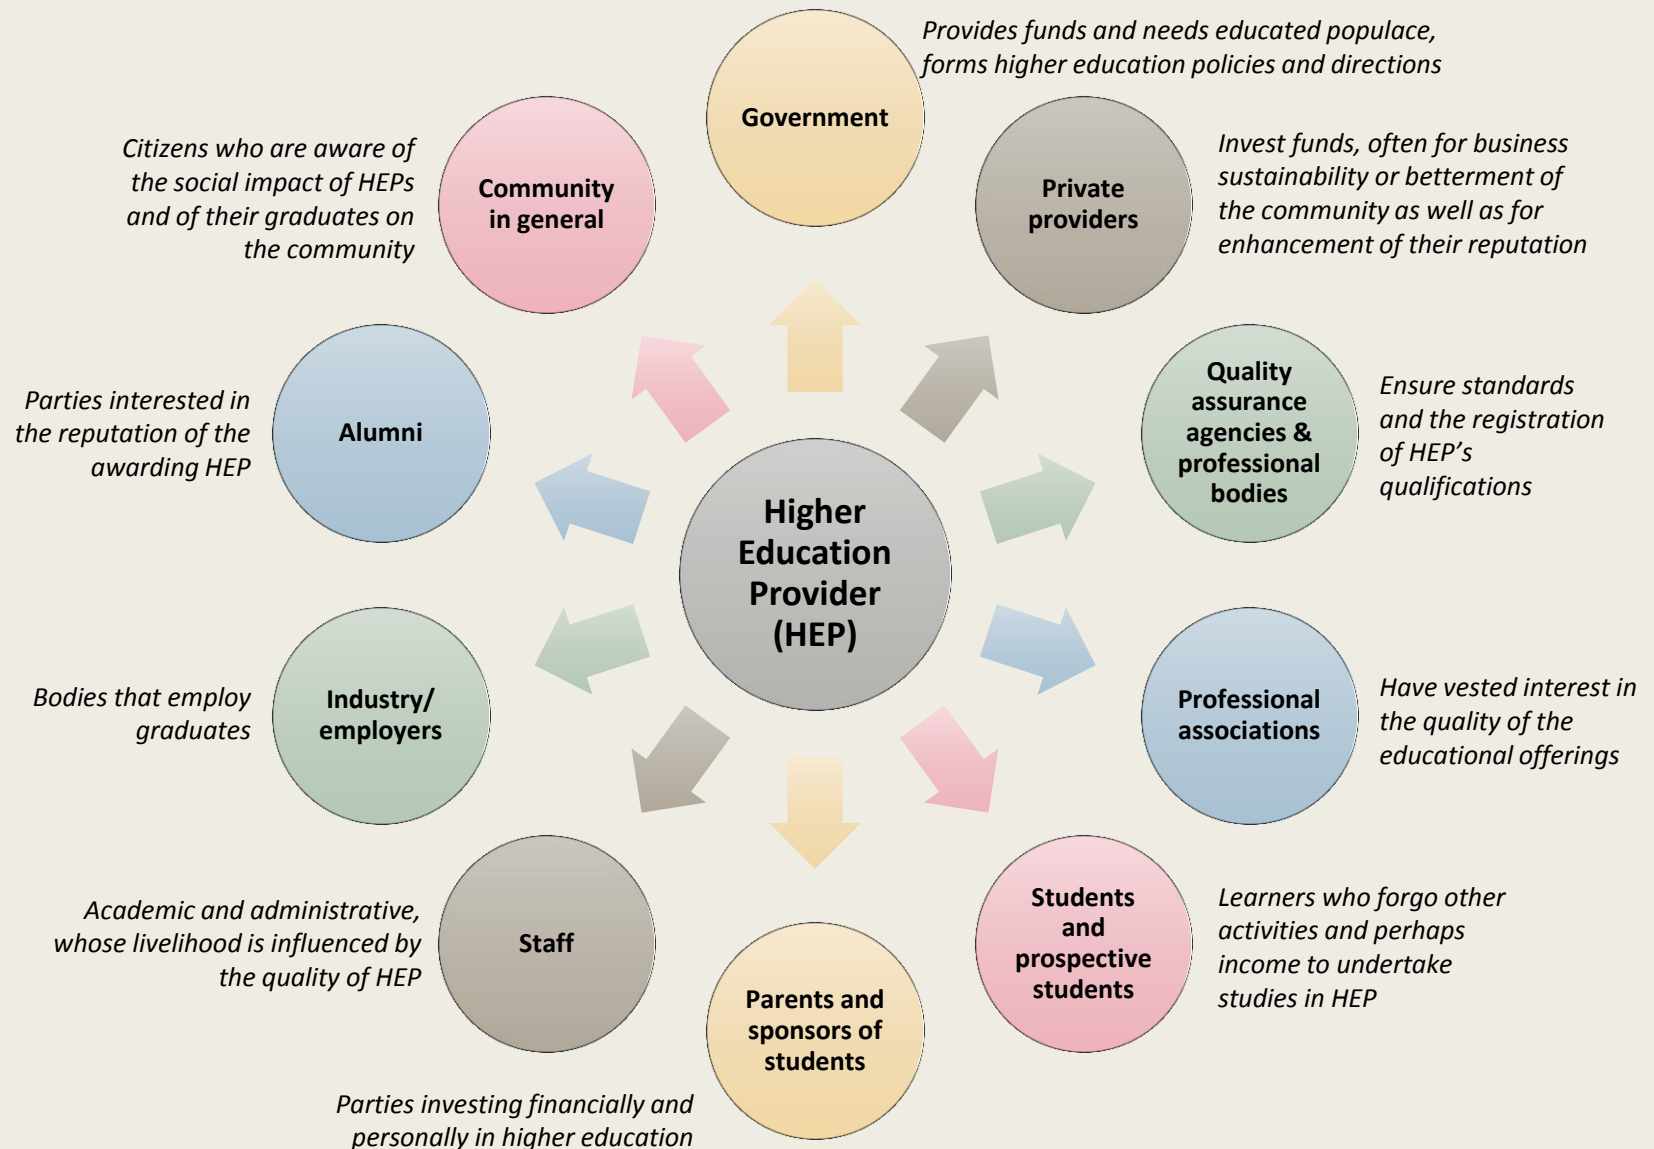 Government
Provides funds and needs educated populace,
forms higher education policies and directions
Private
providers
Invest funds, often for business
sustainability or betterment of
the community as well as for
enhancement of their reputation
Quality
assurance
agencies &
professional
bodies
Ensure standards
and the registration
of HEP’s
qualifications
Professional
associations
Have vested interest in
the quality of the
educational offerings
Students
and
prospective
students
Learners who forgo other
activities and perhaps
income to undertake
studies in HEP
Parents and
sponsors of
students
Parties investing financially and
personally in higher education
Staff
Academic and administrative,
whose livelihood is influenced by
the quality of HEP
Industry/
employers
Bodies that employ
graduates
Alumni
Parties interested in
the reputation of the
awarding HEP
Community
in general
Citizens who are aware of
the social impact of HEPs
and of their graduates on
the community
Higher
Education
Provider
(HEP)